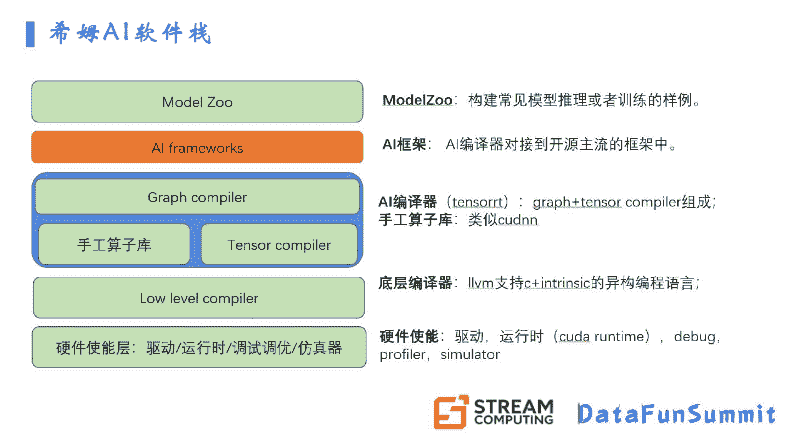 希姆AI软件栈
Model Zoo
ModelZoo：构建常见模型推理或者训练的样例。
AI frameworks
AI框架： AI编译器对接到开源主流的框架中。
Graph compiler
手工算子库
Tensor compiler
AI编译器（tensorrt）：graph+tensor compiler组成；
手工算子库：类似cudnn
Low level compiler
底层编译器：llvm支持c+intrinsic的异构编程语言；
硬件使能层：驱动/运行时/调试调优/仿真器
硬件使能：驱动，运行时（cuda runtime），debug，
profiler，simulator
STREAM
COMPUTING
DataFunSummit